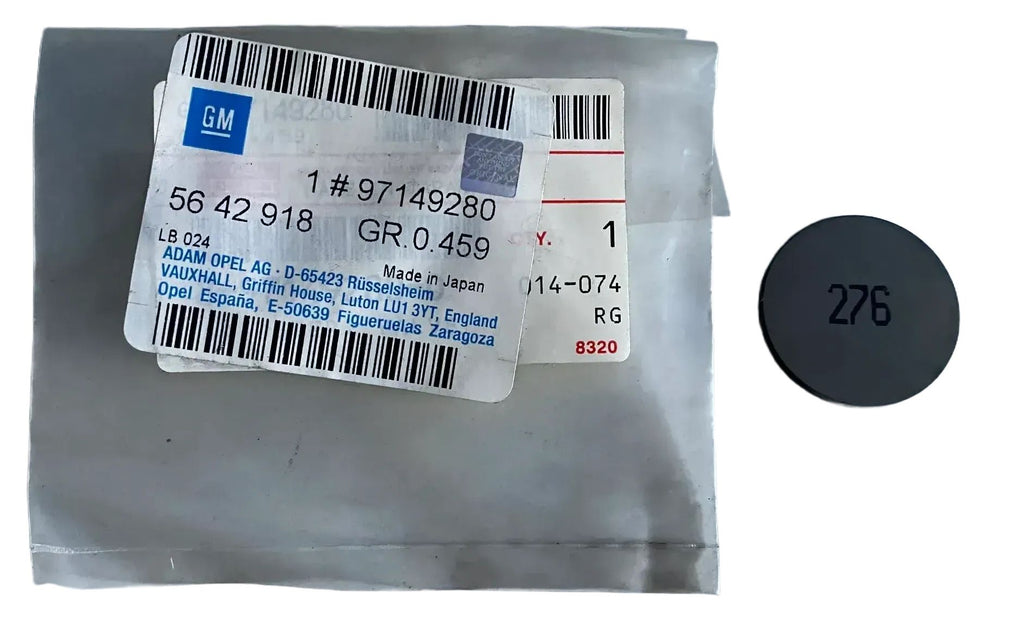 GM
1 # 97149280
56 42 918 GR.0.459
LB 024
Made in Japan
ADAM OPEL AG · D-65423 Rüsselsheim
VAUXHALL, Griffin House, Luton LU1 3YT, England
Opel España, E-50639 Figueruelas Zaragoza
TY. 1
014-074
RG
8320
276